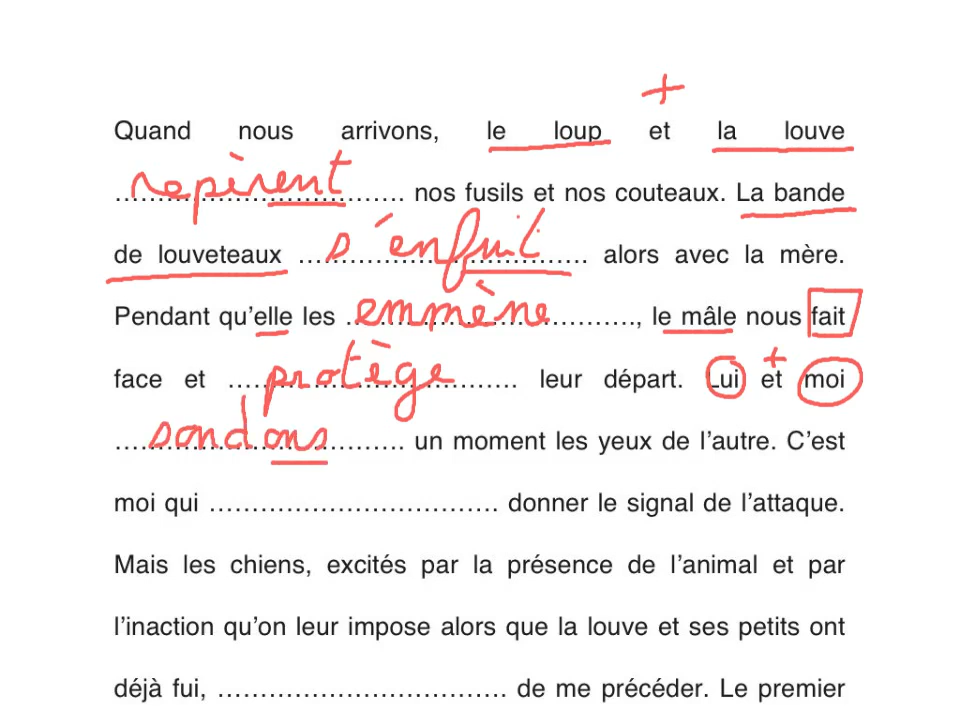 +
Quand nous arrivons, le loup et la louve
repèrent nos fusils et nos couteaux. La bande
de louveteaux s'enfuit alors avec la mère.
Pendant qu'elle les emmène, le mâle nous fait
face et protège leur départ. Lui et + moi
sondons un moment les yeux de l'autre. C'est
moi qui ................................. donner le signal de l'attaque.
Mais les chiens, excités par la présence de l'animal et par
l'inaction qu'on leur impose alors que la louve et ses petits ont
déjà fui, ................................. de me précéder. Le premier